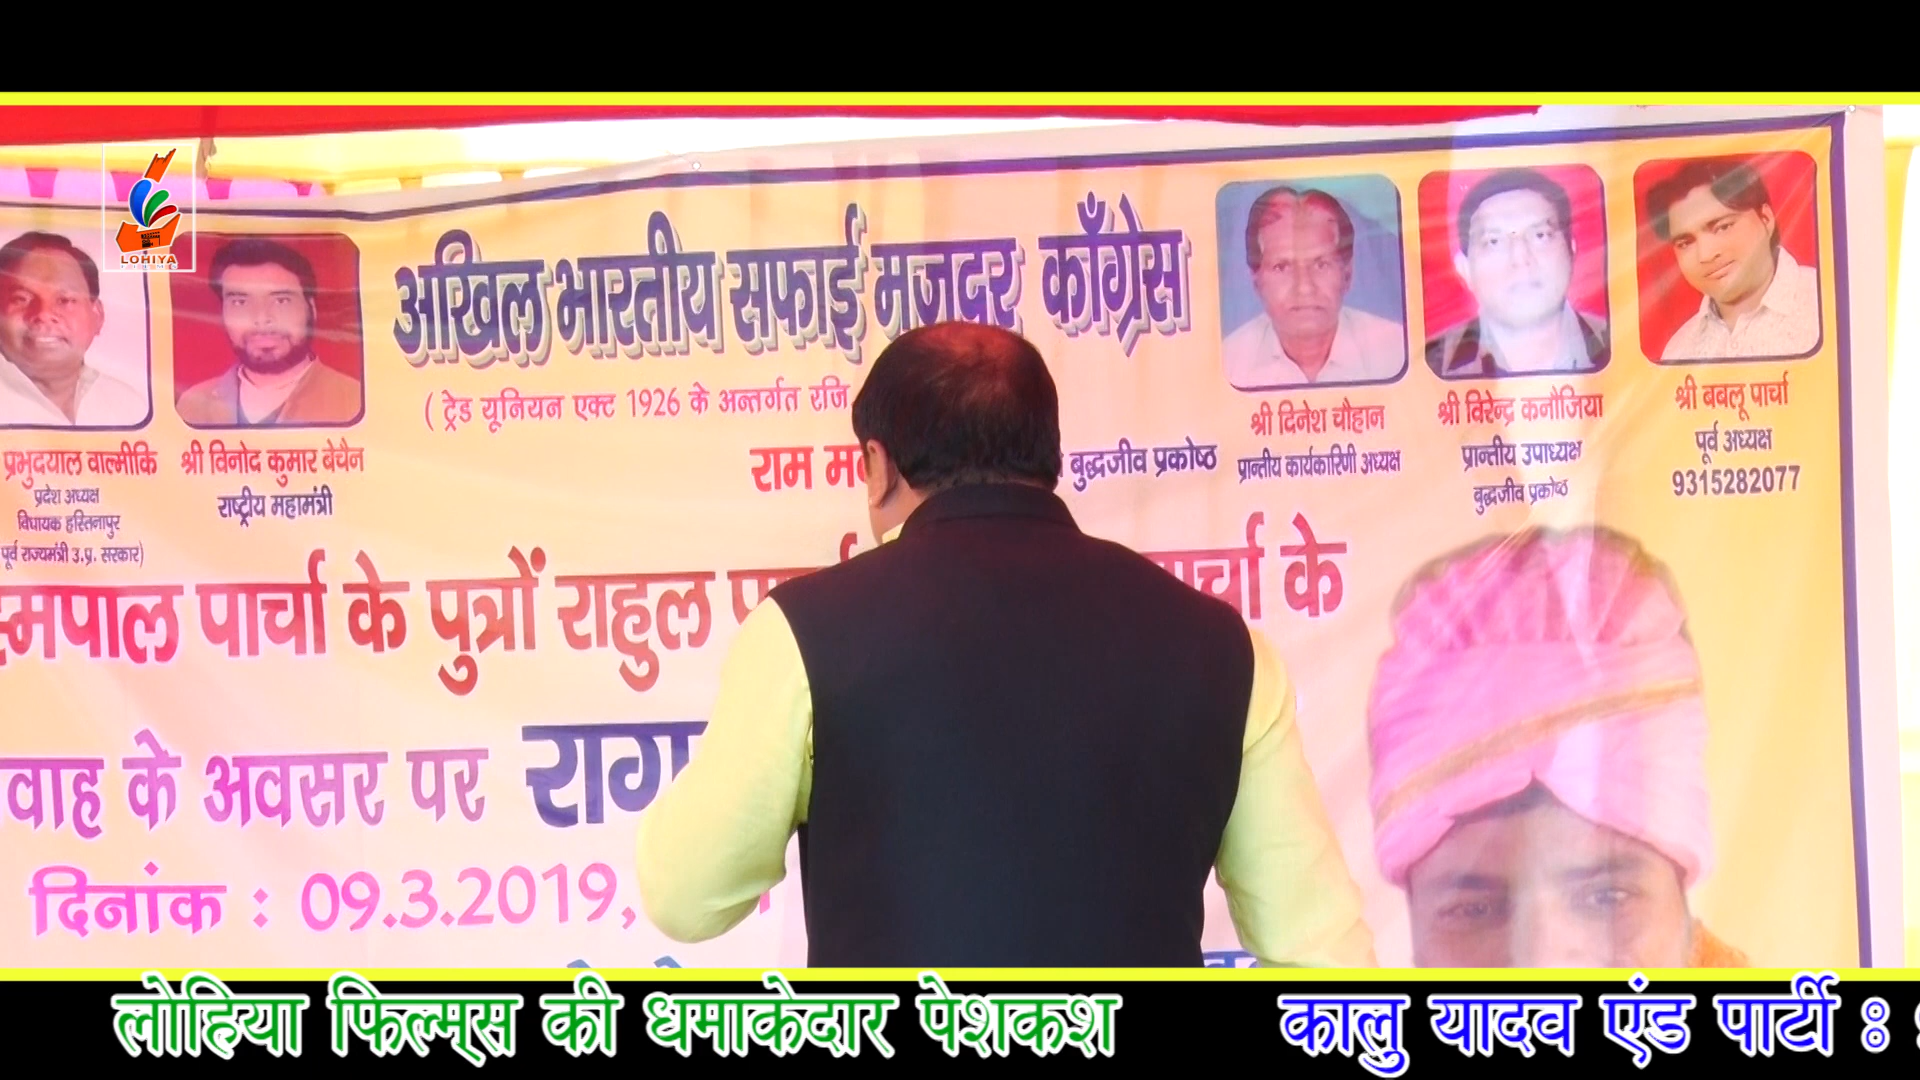 LOHIYA
अखिल भारतीय सफाई मजदूर काँग्रेस
( ट्रेड यूनियन एक्ट 1926 के अन्तर्गत रजि
राम
बुद्धजीव प्रकोष्ठ
प्रभुदयाल वाल्मीकि
प्रदेश अध्यक्ष
विधायक हस्तिनापुर
पूर्व राज्यमंत्री उ.प्र. सरकार)
श्री विनोद कुमार बेचैन
राष्ट्रीय महामंत्री
श्री दिनेश चौहान
प्रान्तीय कार्यकारिणी अध्यक्ष
श्री विरेन्द्र कनौजिया
प्रान्तीय उपाध्यक्ष
बुद्धजीव प्रकोष्ठ
श्री बबलू पार्चा
पूर्व अध्यक्ष
9315282077
पार्चा के पुत्रों राहुल के
के अवसर पर
दिनांक : 09.3.2019,
लोहिया फिल्म्स की धमाकेदार पेशकश कालु यादव एंड पार्टी :